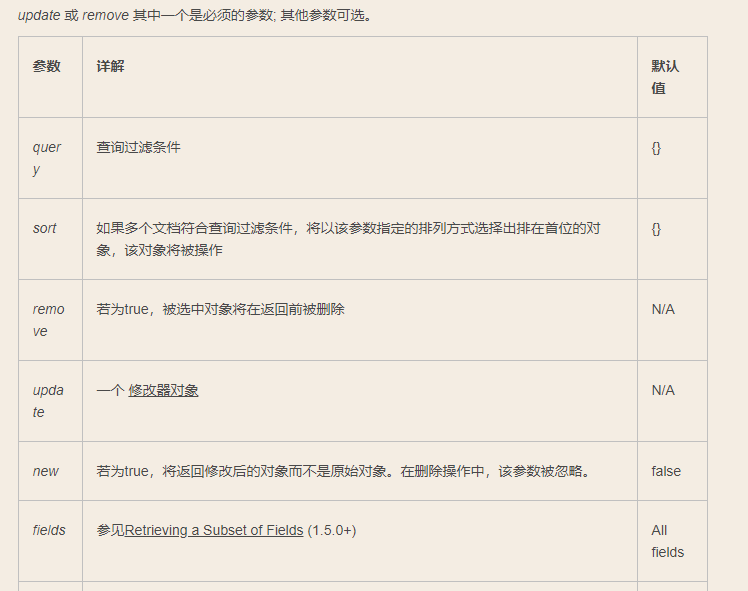 update 或 remove 其中一个是必须的参数; 其他参数可选。
参数 详解 默认
值
quer 查询过滤条件 {}
y
sort 如果多个文档符合查询过滤条件，将以该参数指定的排列方式选择出排在首位的对 {}
象，该对象将被操作
remo 若为true，被选中对象将在返回前被删除 N/A
ve
upda 一个 修改器对象 N/A
te
new 若为true，将返回修改后的对象而不是原始对象。在删除操作中，该参数被忽略。 false
fields 参见Retrieving a Subset of Fields (1.5.0+) All
fields